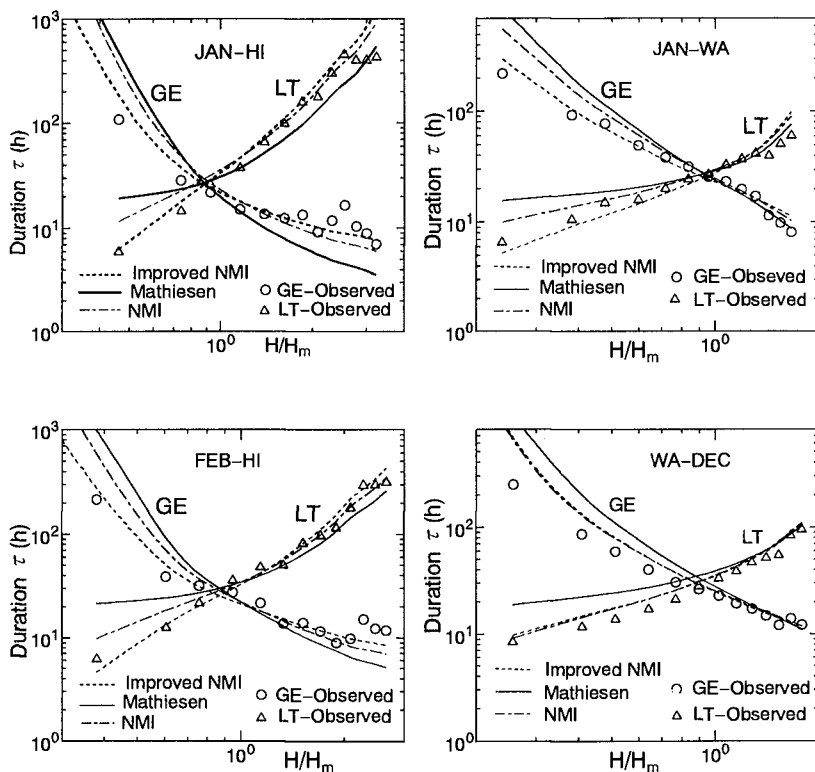 JAN-HI
GE
LT
Duration τ (h)
10³
10²
10¹
10⁰
Improved NMI
Mathiesen
NMI
GE-Observed
LT-Observed
10⁰
H/Hₘ
JAN-WA
GE
LT
Duration τ (h)
10²
10¹
10⁰
Improved NMI
Mathiesen
NMI
GE-Obseved
LT-Observed
10⁰
H/Hₘ
FEB-HI
GE
LT
Duration τ (h)
10³
10²
10¹
10⁰
Improved NMI
Mathiesen
NMI
GE-Observed
LT-Observed
10⁰
H/Hₘ
WA-DEC
GE
LT
Duration τ (h)
10²
10¹
10⁰
Improved NMI
Mathiesen
NMI
GE-Observed
LT-Observed
10⁰
H/Hₘ